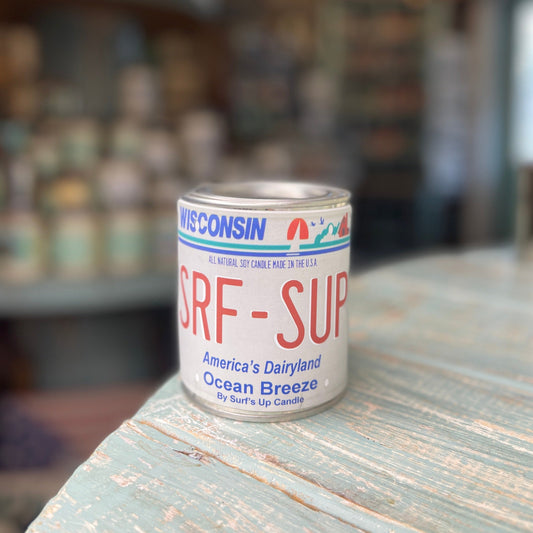 WISCONSIN
ALL NATURAL SOY CANDLE MADE IN THE U.S.A.
SRF-SUP
America's Dairyland
Ocean Breeze
By Surf's Up Candle